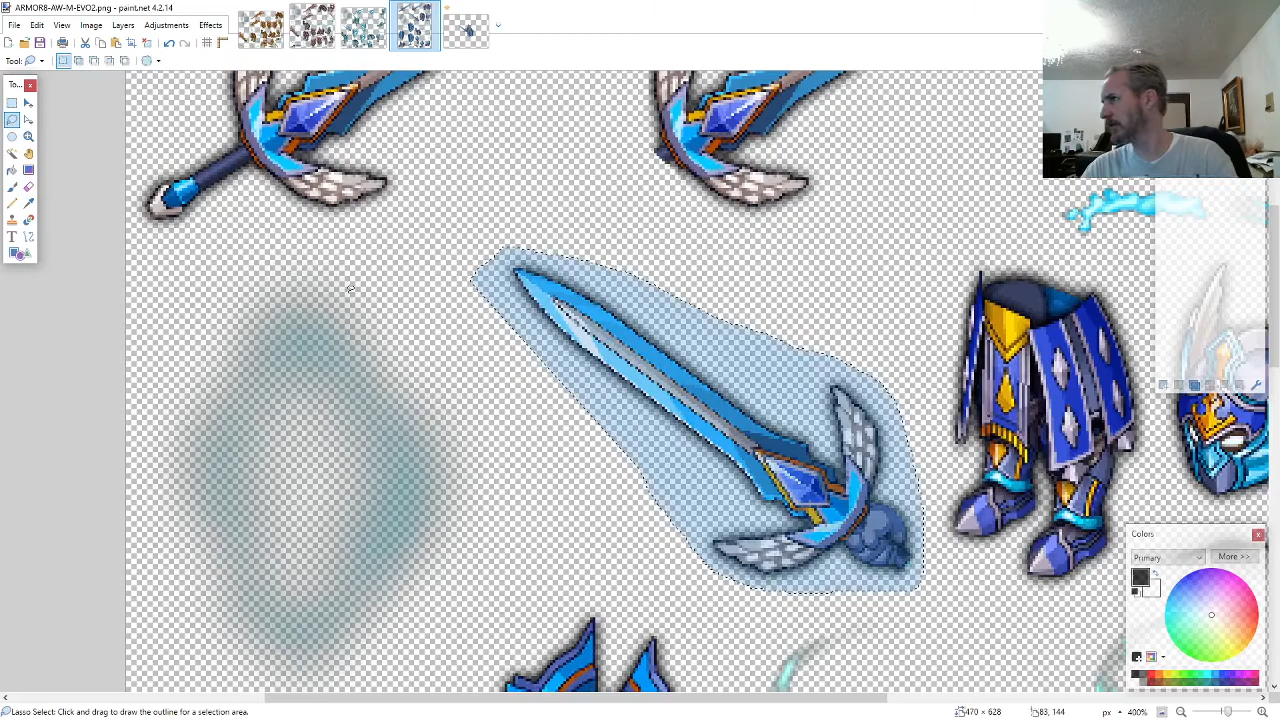 ARMOR8-AW-M-EVO2.png - paint.net 4.2.14
File Edit View Image Layers Adjustments Effects
Tool:
To...
Colors
Primary
More >>
Lasso Select: Click and drag to draw the outline for a selection area.
470 × 628
83, 144
px
400%